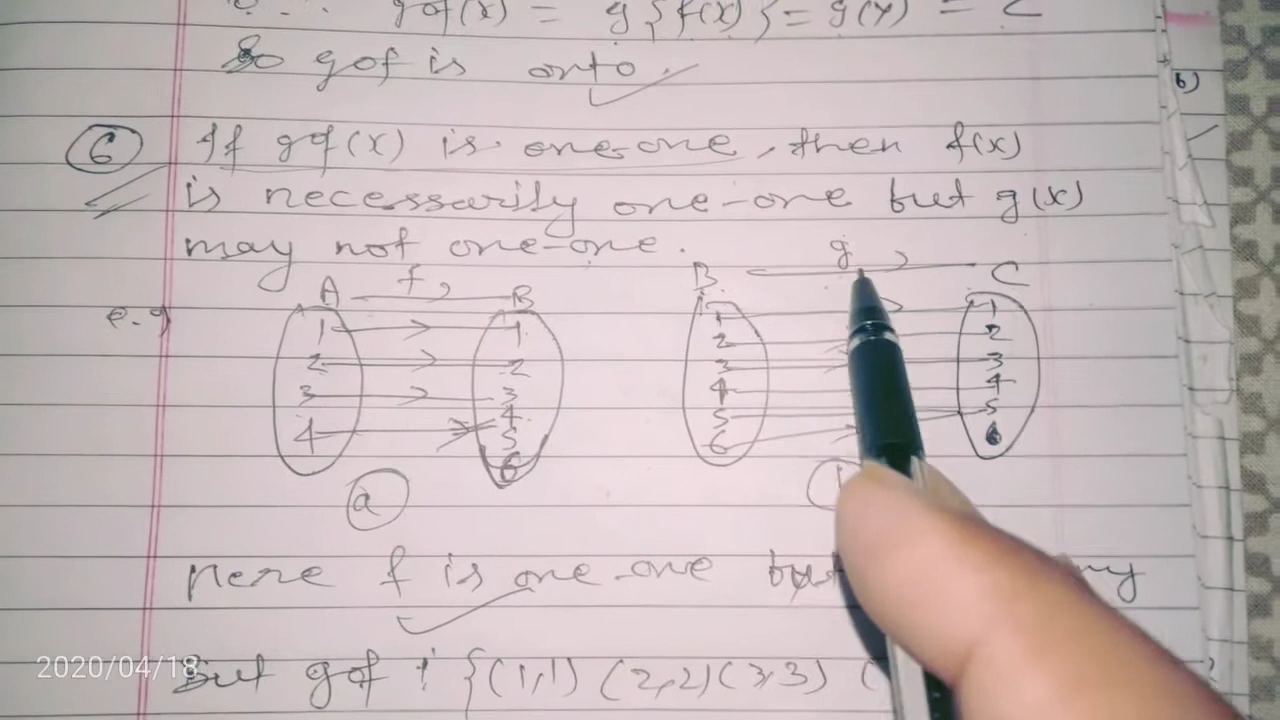 gof(x) = g{f(x)} = g(y) = C
So gof is onto.
6 If gof(x) is one-one, then f(x)
is necessarily one-one but g(x)
may not one-one.
e.g A f B B g C
1 1 1 1
2 2 2 2
3 3 3 3
4 4 4 4
5 5 5
6 6 6
a
Here f is one-one but
But gof : {(1,1) (2,2) (3,3) (
2020/04/18
b)